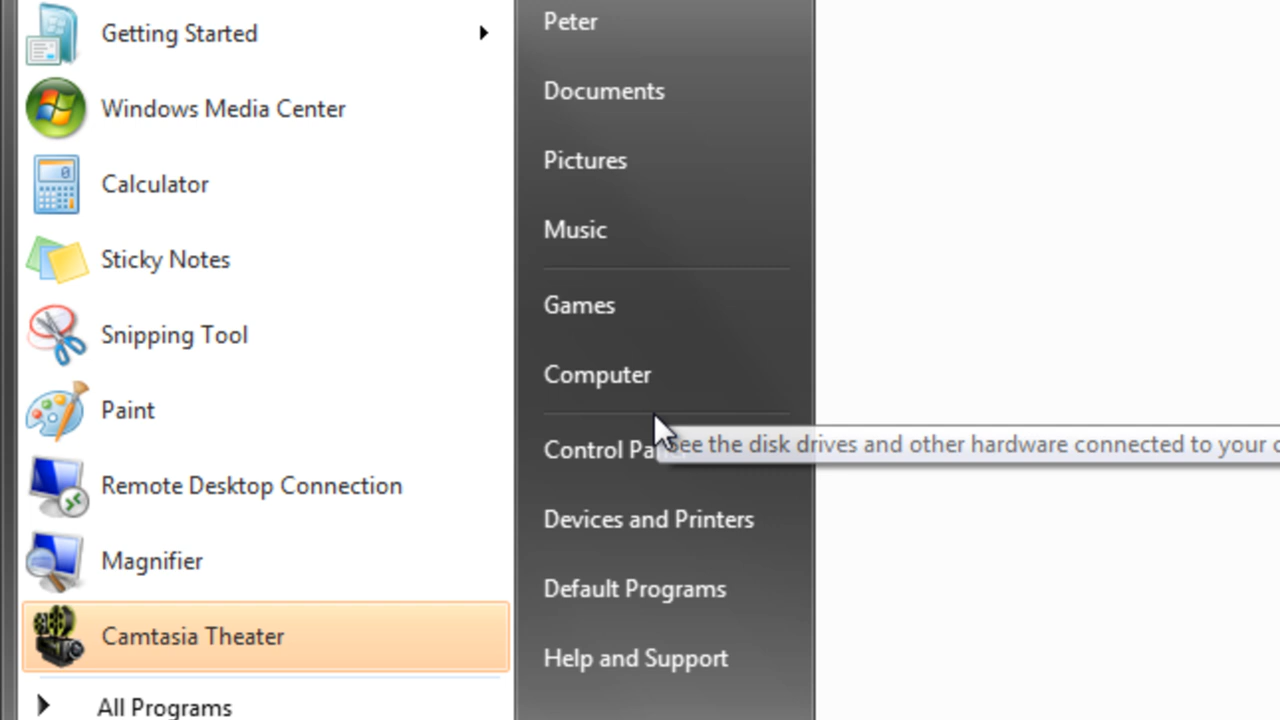 Getting Started
Windows Media Center
Calculator
Sticky Notes
Snipping Tool
Paint
Remote Desktop Connection
Magnifier
Camtasia Theater
All Programs
Peter
Documents
Pictures
Music
Games
Computer
Control
See the disk drives and other hardware connected to your
Devices and Printers
Default Programs
Help and Support